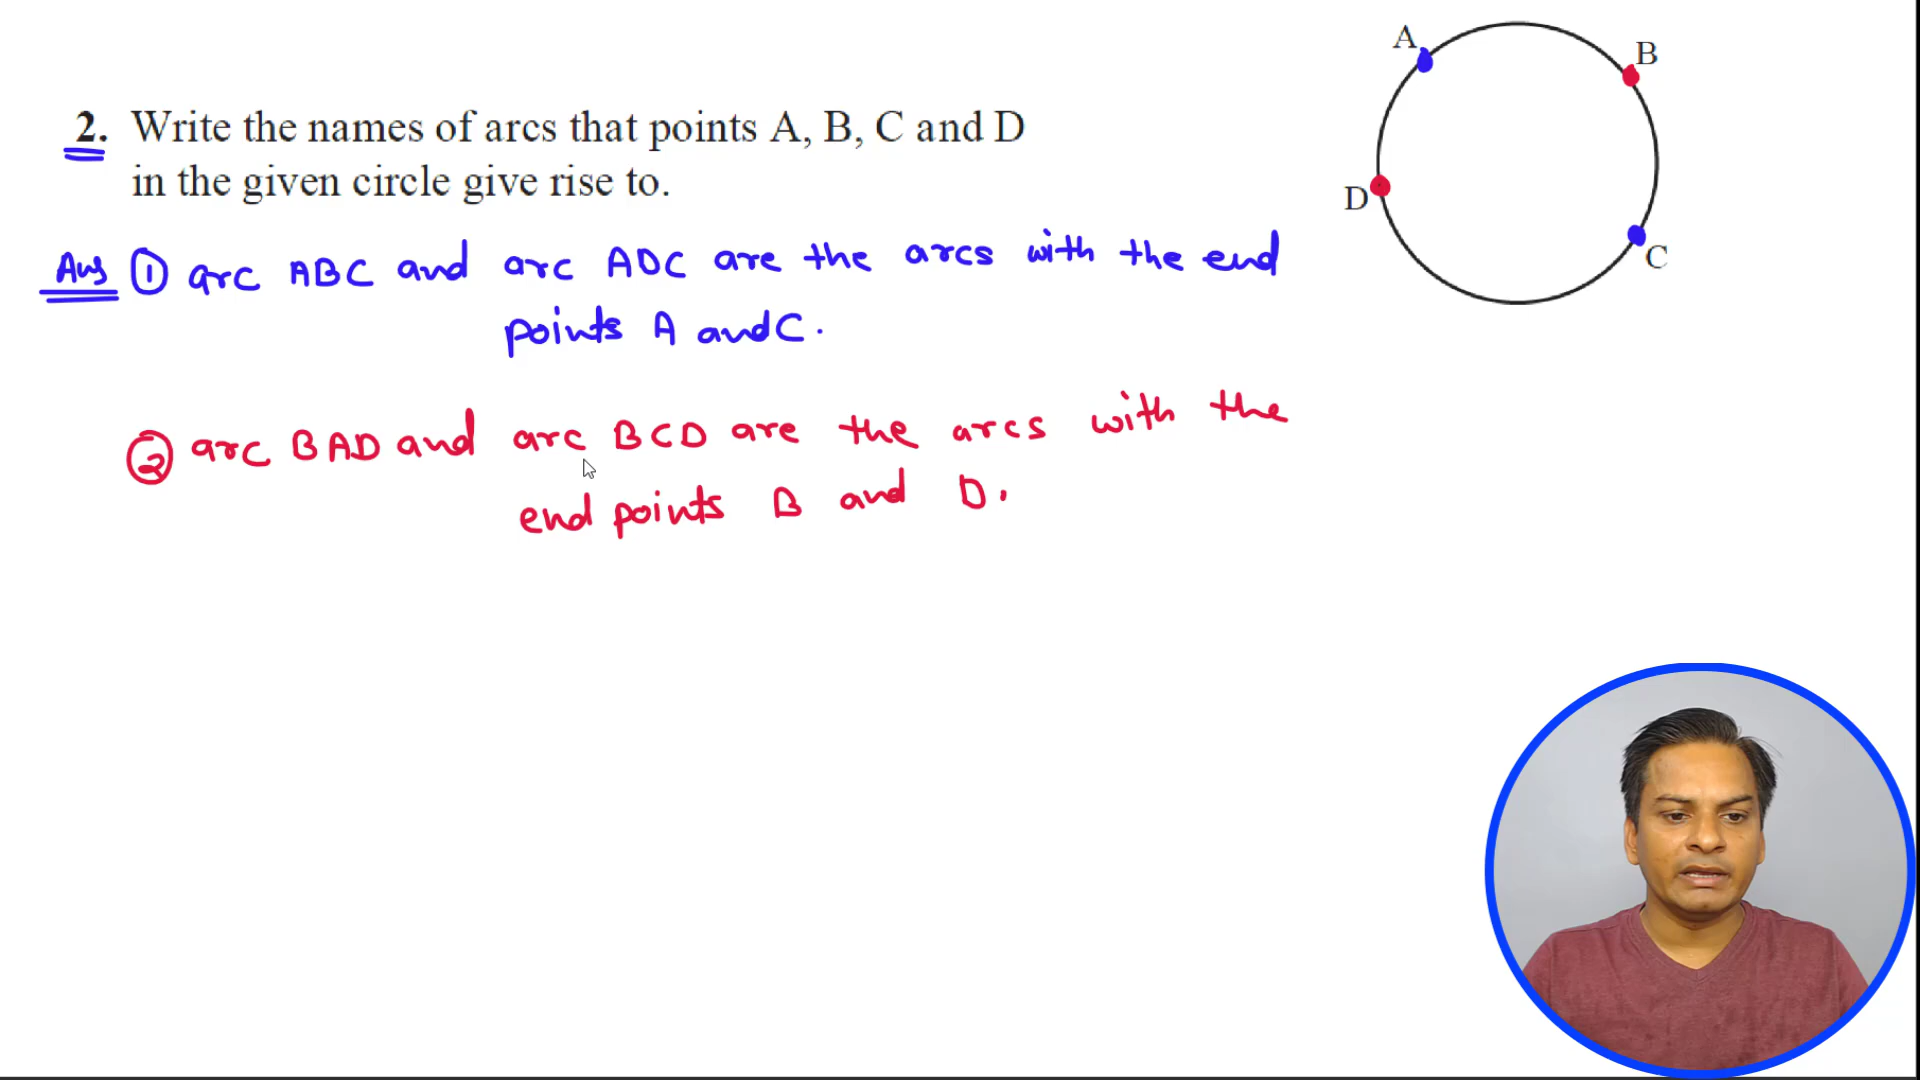 A
B
2. Write the names of arcs that points A, B, C and D
in the given circle give rise to.
D
C
Ans ① arc ABC and arc ADC are the arcs with the end
points A and C.
② arc BAD and arc BCD are the arcs with the
end points B and D.